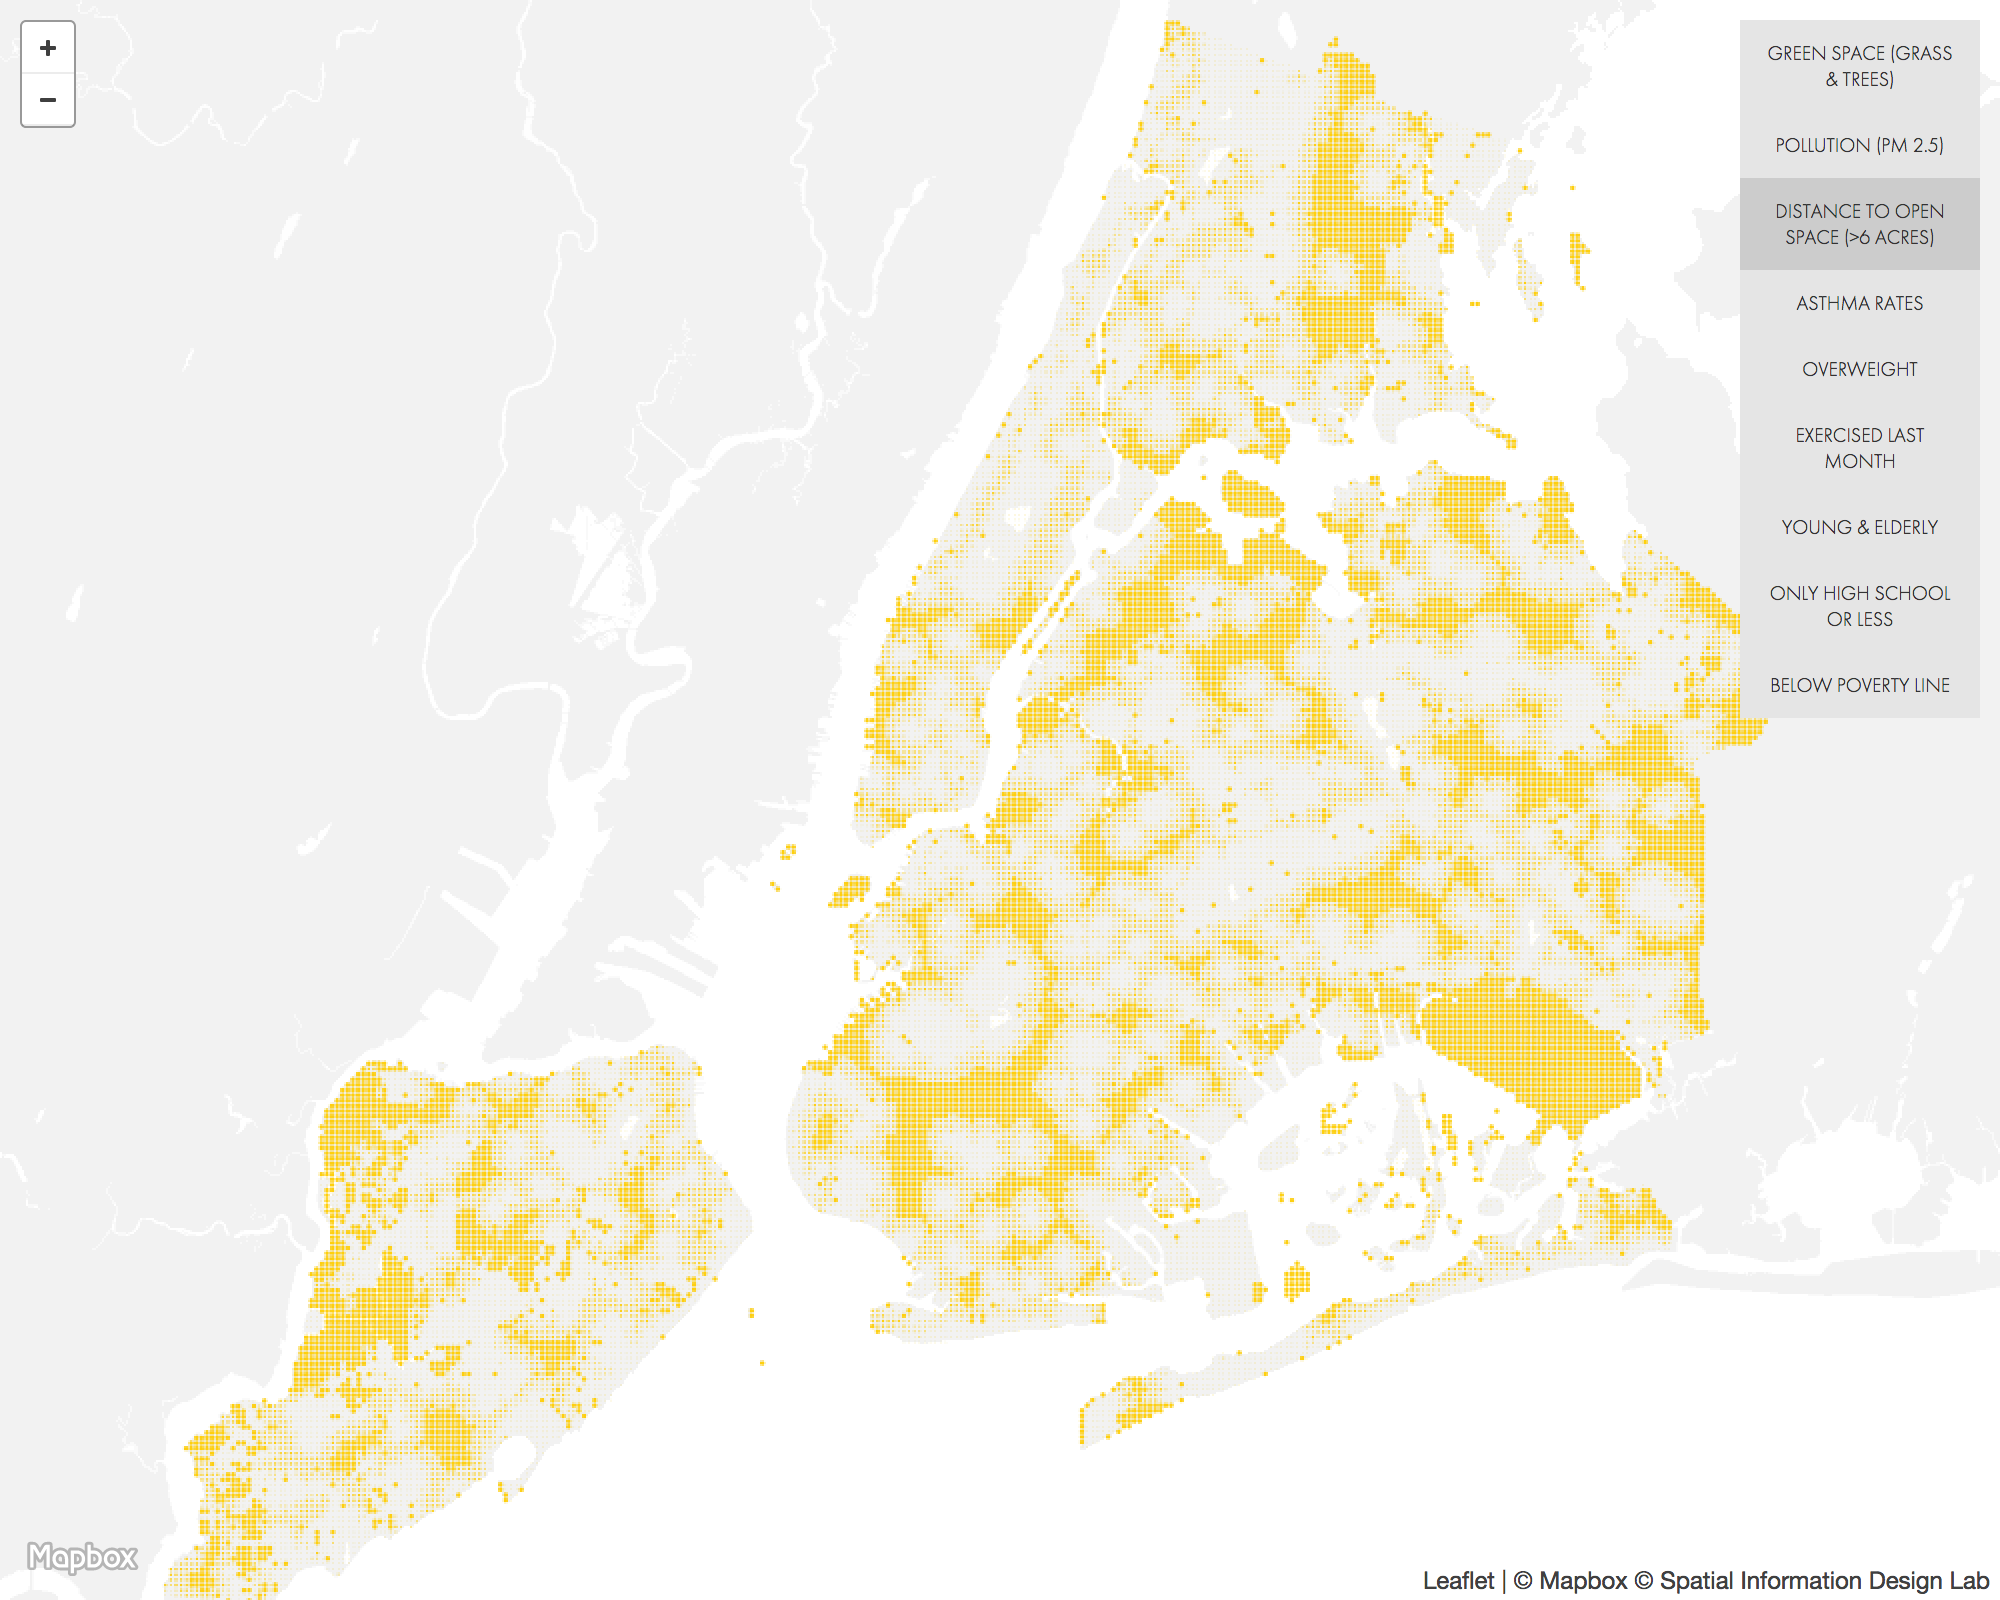 +
−
GREEN SPACE (GRASS
& TREES)
POLLUTION (PM 2.5)
DISTANCE TO OPEN
SPACE (>6 ACRES)
ASTHMA RATES
OVERWEIGHT
EXERCISED LAST
MONTH
YOUNG & ELDERLY
ONLY HIGH SCHOOL
OR LESS
BELOW POVERTY LINE
Mapbox
Leaflet | © Mapbox © Spatial Information Design Lab